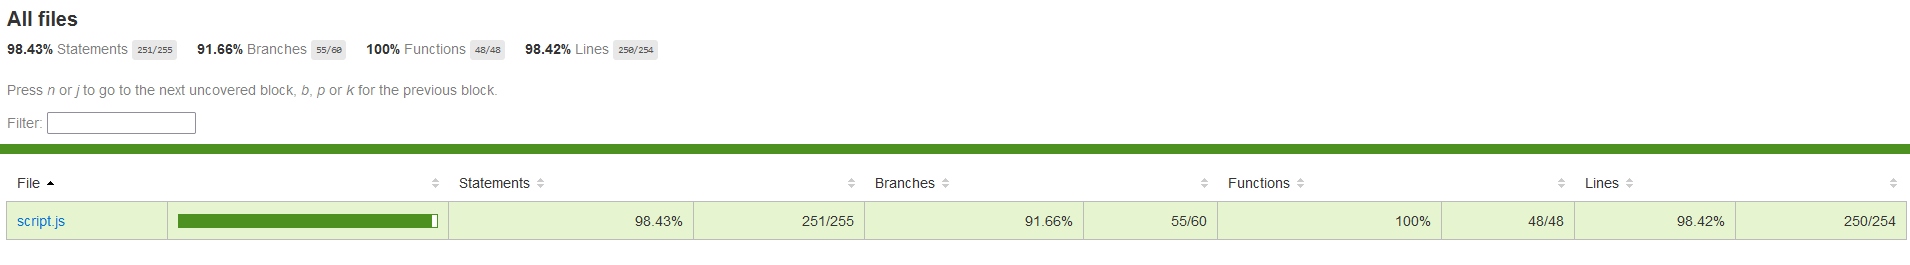 All files
98.43% Statements 251/255 91.66% Branches 55/60 100% Functions 48/48 98.42% Lines 250/254
Press n or j to go to the next uncovered block, b, p or k for the previous block.
Filter:
File Statements Branches Functions Lines
script.js 98.43% 251/255 91.66% 55/60 100% 48/48 98.42% 250/254